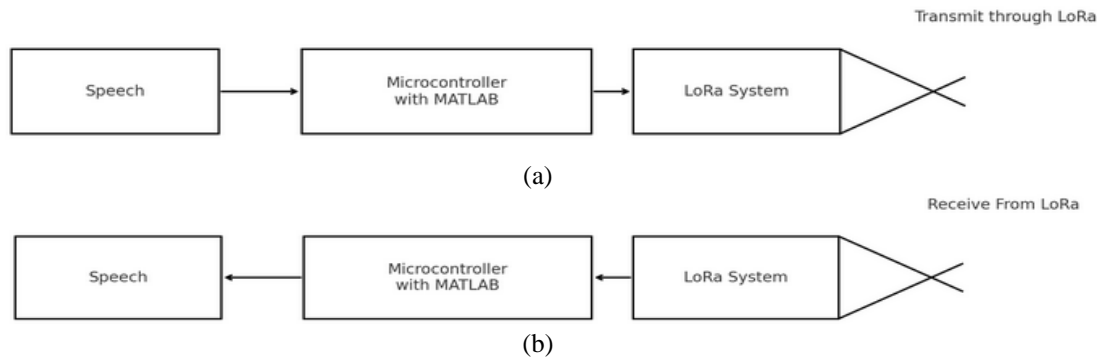 Transmit through LoRa
Speech
Microcontroller
with MATLAB
LoRa System
(a)
Receive From LoRa
Speech
Microcontroller
with MATLAB
LoRa System
(b)